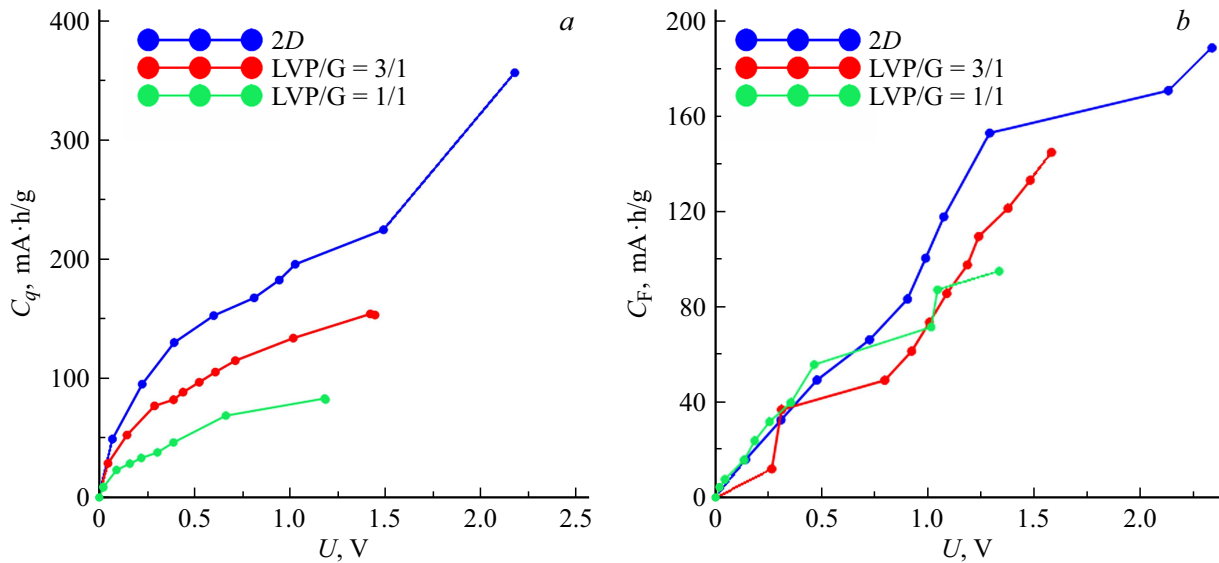 a
2D
LVP/G = 3/1
LVP/G = 1/1
400
300
200
100
0
C_q, mA·h/g
0 0.5 1.0 1.5 2.0 2.5
U, V
b
2D
LVP/G = 3/1
LVP/G = 1/1
200
160
120
80
40
0
C_F, mA·h/g
0 0.5 1.0 1.5 2.0
U, V